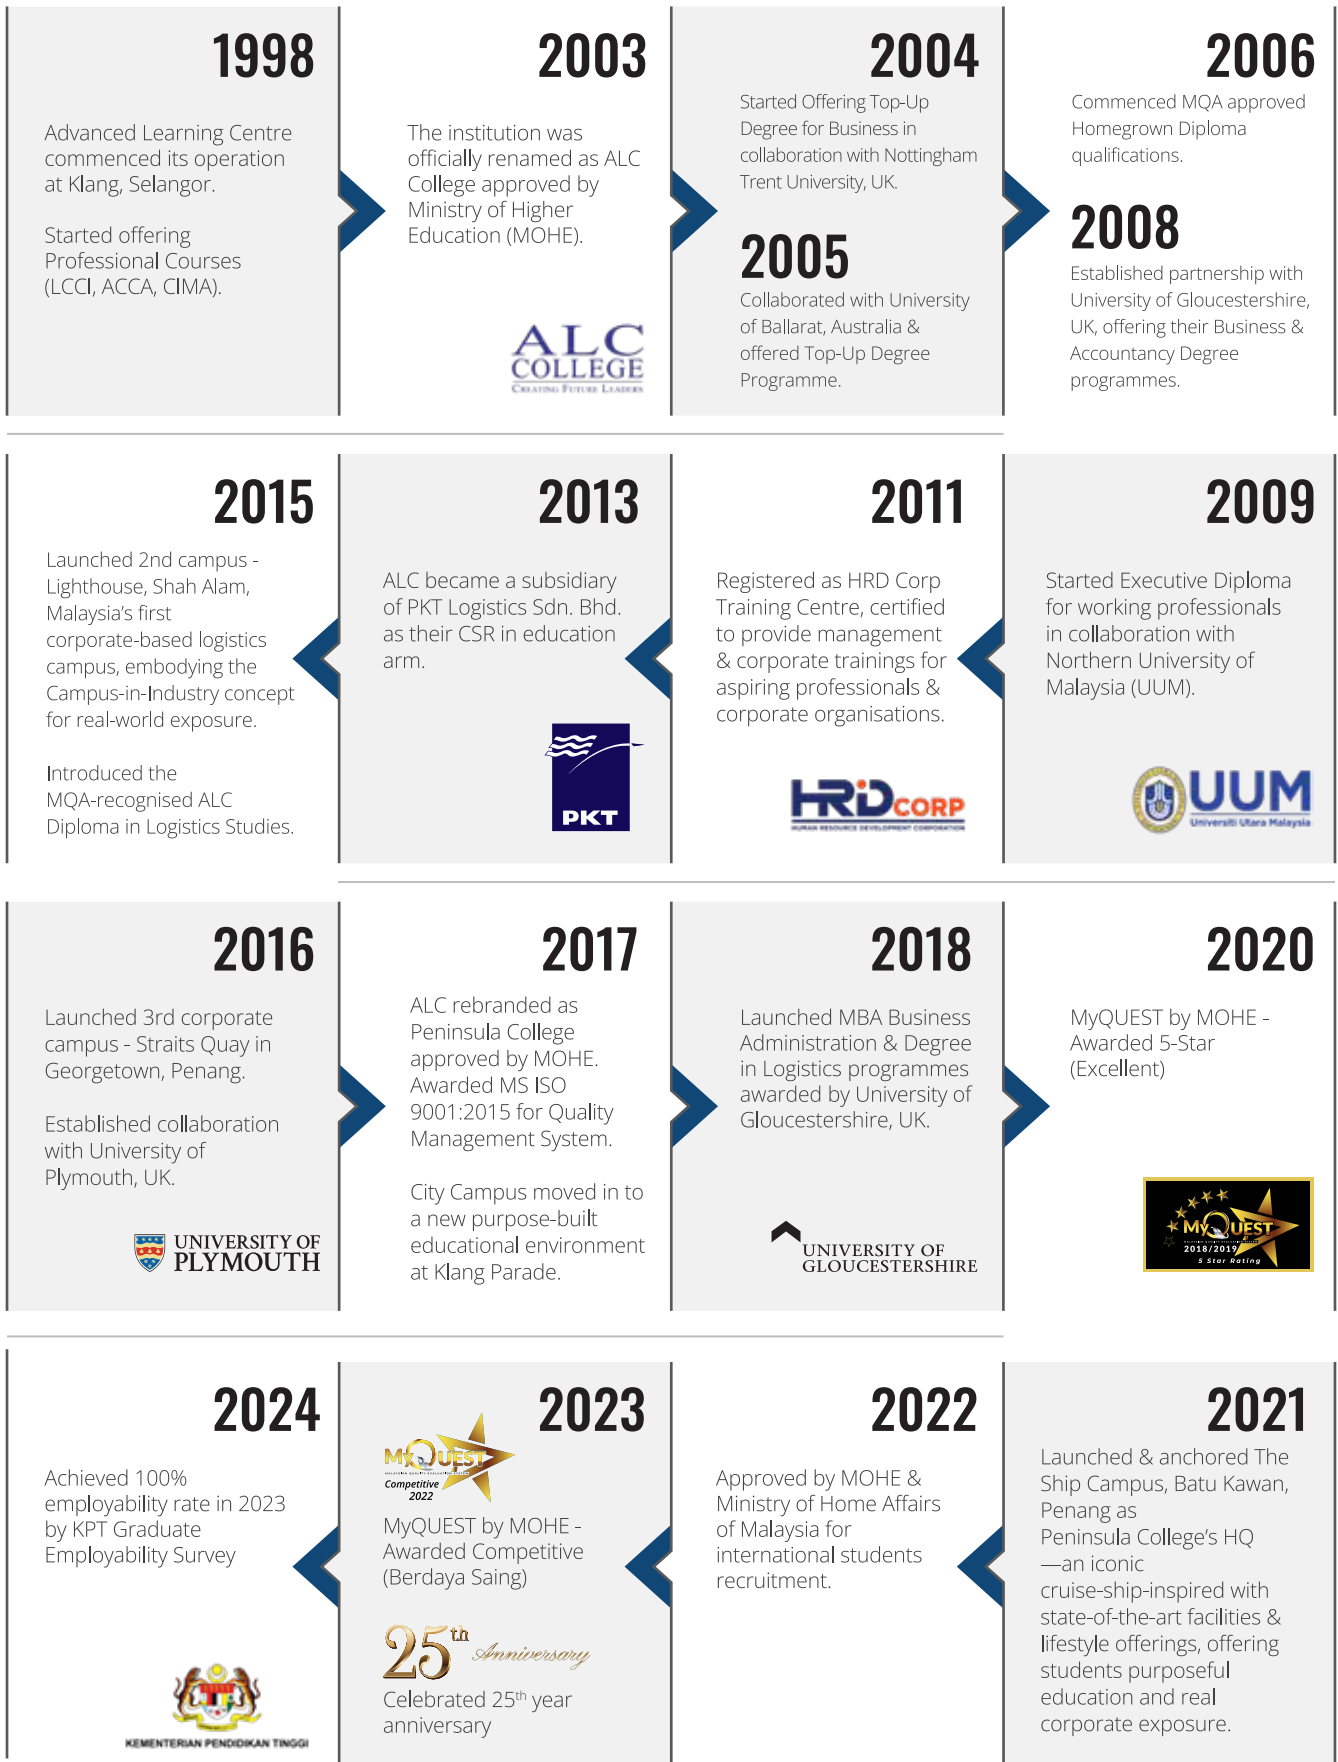 1998
Advanced Learning Centre
commenced its operation
at Klang, Selangor.
Started offering
Professional Courses
(LCCI, ACCA, CIMA).
2003
The institution was
officially renamed as ALC
College approved by
Ministry of Higher
Education (MOHE).
ALC
COLLEGE
CREATING FUTURE LEADERS
2004
Started Offering Top-Up
Degree for Business in
collaboration with Nottingham
Trent University, UK.
2005
Collaborated with University
of Ballarat, Australia &
offered Top-Up Degree
Programme.
2006
Commenced MQA approved
Homegrown Diploma
qualifications.
2008
Established partnership with
University of Gloucestershire,
UK, offering their Business &
Accountancy Degree
programmes.
2009
Started Executive Diploma
for working professionals
in collaboration with
Northern University of
Malaysia (UUM).
UUM
Universiti Utara Malaysia
2011
Registered as HRD Corp
Training Centre, certified
to provide management
& corporate trainings for
aspiring professionals &
corporate organisations.
HRD CORP
HUMAN RESOURCE DEVELOPMENT CORPORATION
2013
ALC became a subsidiary
of PKT Logistics Sdn. Bhd.
as their CSR in education
arm.
PKT
2015
Launched 2nd campus -
Lighthouse, Shah Alam,
Malaysia's first
corporate-based logistics
campus, embodying the
Campus-in-Industry concept
for real-world exposure.
Introduced the
MQA-recognised ALC
Diploma in Logistics Studies.
2016
Launched 3rd corporate
campus - Straits Quay in
Georgetown, Penang.
Established collaboration
with University of
Plymouth, UK.
UNIVERSITY OF
PLYMOUTH
2017
ALC rebranded as
Peninsula College
approved by MOHE.
Awarded MS ISO
9001:2015 for Quality
Management System.
City Campus moved in to
a new purpose-built
educational environment
at Klang Parade.
2018
Launched MBA Business
Administration & Degree
in Logistics programmes
awarded by University of
Gloucestershire, UK.
UNIVERSITY OF
GLOUCESTERSHIRE
2020
MyQUEST by MOHE -
Awarded 5-Star
(Excellent)
MyQUEST
2018/2019
5 Star Rating
2021
Launched & anchored The
Ship Campus, Batu Kawan,
Penang as
Peninsula College's HQ
—an iconic
cruise-ship-inspired with
state-of-the-art facilities &
lifestyle offerings, offering
students purposeful
education and real
corporate exposure.
2022
Approved by MOHE &
Ministry of Home Affairs
of Malaysia for
international students
recruitment.
2023
MyQUEST
MALAYSIAN QUALITY EVALUATION SYSTEM
Competitive
2022
MyQUEST by MOHE -
Awarded Competitive
(Berdaya Saing)
25th Anniversary
Celebrated 25th year
anniversary
2024
Achieved 100%
employability rate in 2023
by KPT Graduate
Employability Survey
KEMENTERIAN PENDIDIKAN TINGGI